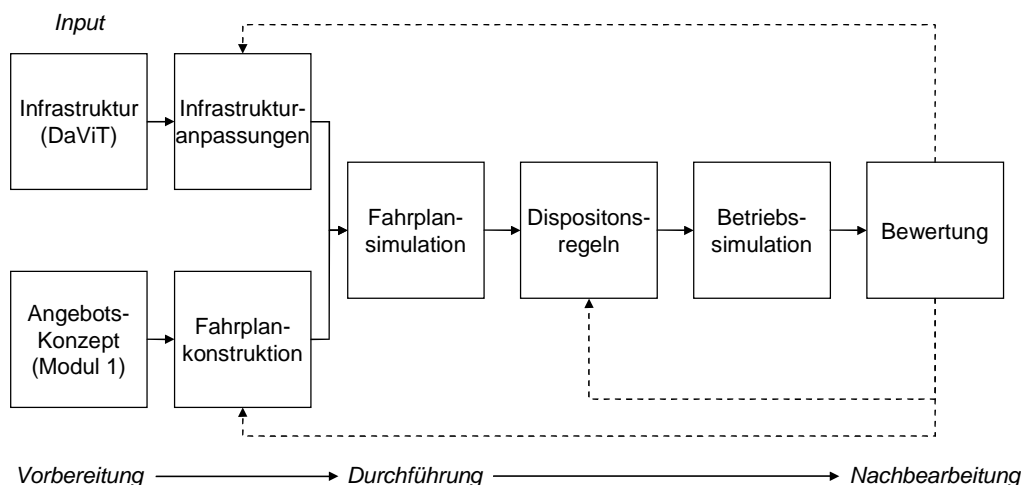 Input
Infrastruktur
(DaViT)
Infrastruktur-
anpassungen
Fahrplan-
simulation
Dispositons-
regeln
Betriebs-
simulation
Bewertung
Angebots-
Konzept
(Modul 1)
Fahrplan-
konstruktion
Vorbereitung
Durchführung
Nachbearbeitung